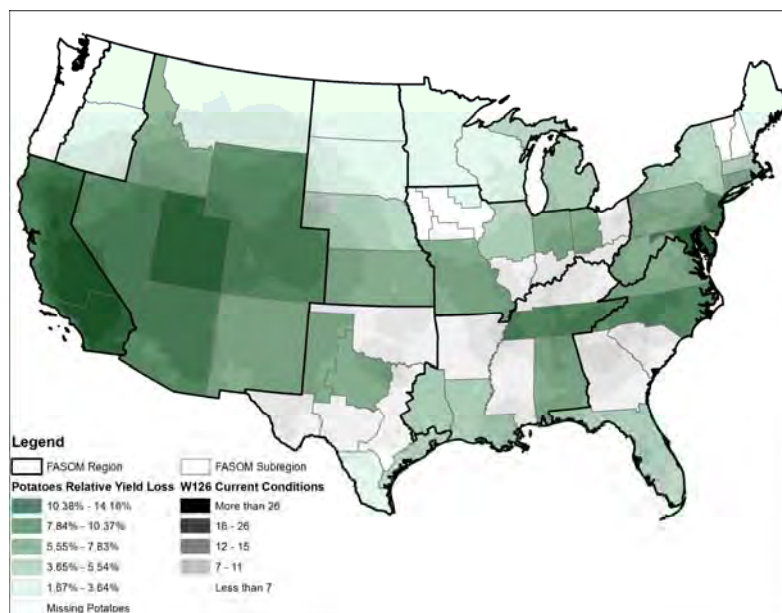 Legend
FASOM Region
FASOM Subregion
Potatoes Relative Yield Loss
W126 Current Conditions
10.38% - 14.16%
More than 26
7.84% - 10.37%
16 - 26
5.55% - 7.83%
12 - 15
3.65% - 5.54%
7 - 11
1.67% - 3.64%
Less than 7
Missing Potatoes